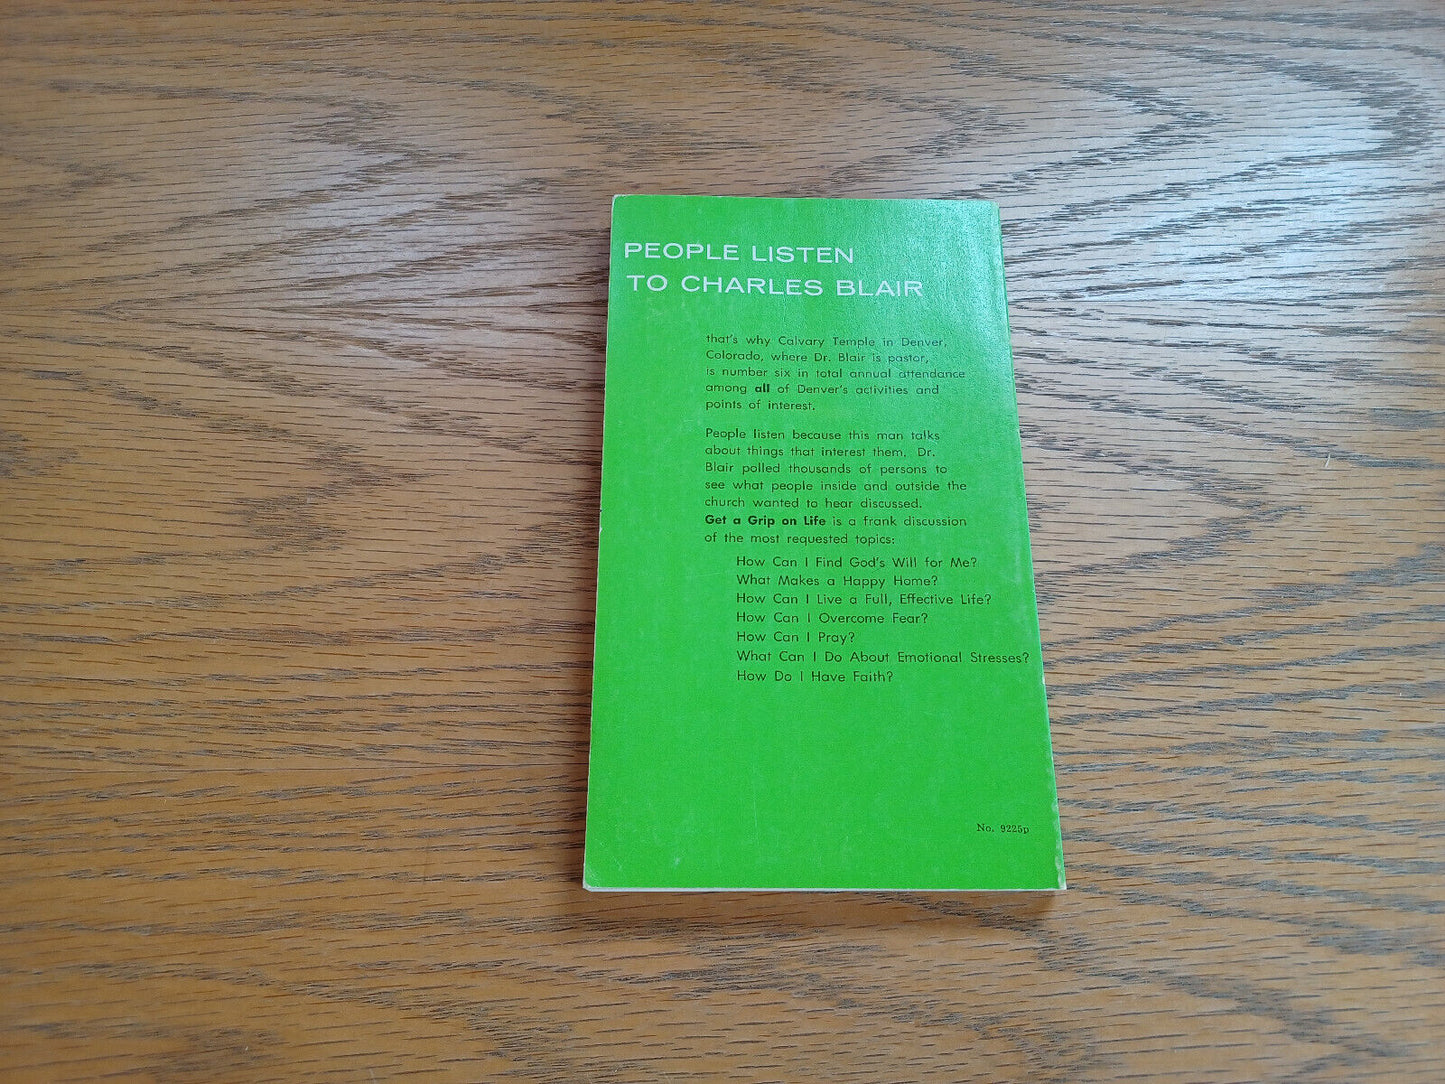 PEOPLE LISTEN
TO CHARLES BLAIR
that's why Calvary Temple in Denver,
Colorado, where Dr. Blair is pastor,
is number six in total annual attendance
among all of Denver's activities and
points of interest.
People listen because this man talks
about things that interest them. Dr.
Blair polled thousands of persons to
see what people inside and outside the
church wanted to hear discussed.
Get a Grip on Life is a frank discussion
of the most requested topics:
How Can I Find God's Will for Me?
What Makes a Happy Home?
How Can I Live a Full, Effective Life?
How Can I Overcome Fear?
How Can I Pray?
What Can I Do About Emotional Stresses?
How Do I Have Faith?
No. 9225p